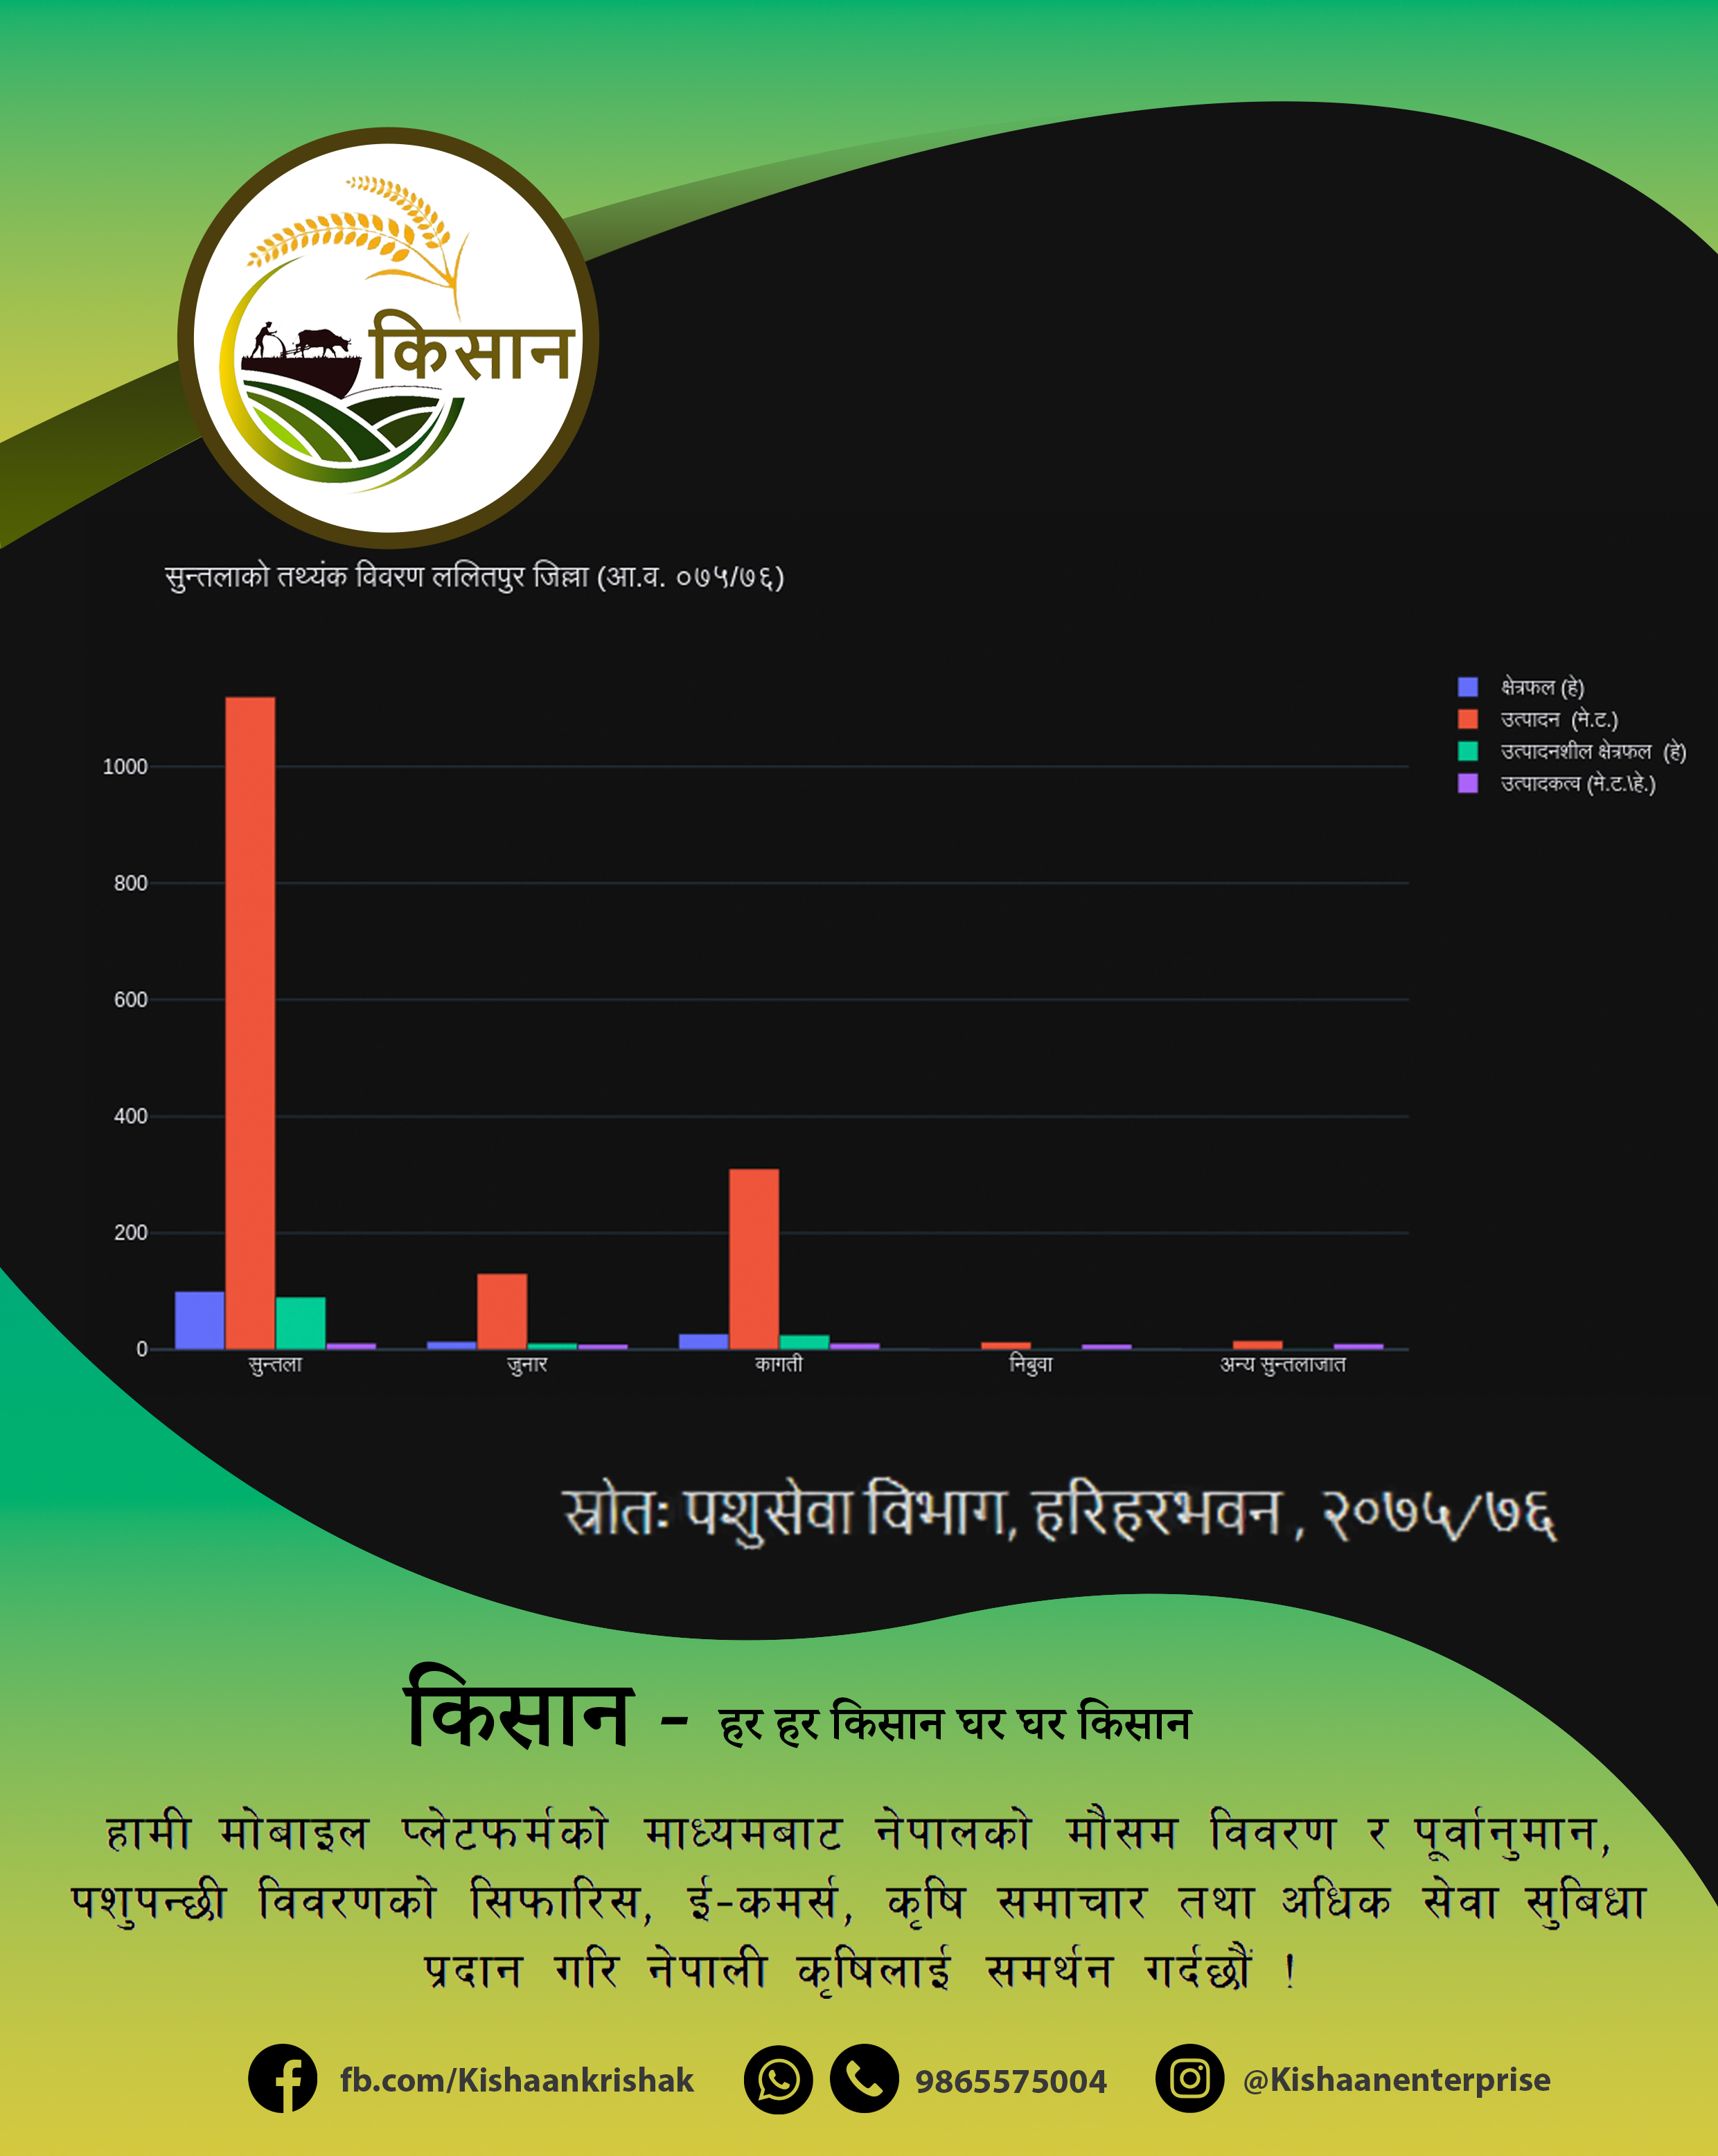 किसान
सुन्तलाको तथ्यंक विवरण ललितपुर जिल्ला (आ.व. ०७५/७६)
क्षेत्रफल (हे)
उत्पादन (मे.ट.)
उत्पादनशील क्षेत्रफल (हे)
उत्पादकत्व (मे.ट.\हे.)
1000
800
600
400
200
0
सुन्तला जुनार कागती निबुवा अन्य सुन्तलाजात
स्रोतः पशुसेवा विभाग, हरिहरभवन , २०७५/७६
किसान - हर हर किसान घर घर किसान
हामी मोबाइल प्लेटफर्मको माध्यमबाट नेपालको मौसम विवरण र पूर्वानुमान,
पशुपन्छी विवरणको सिफारिस, ई-कमर्स, कृषि समाचार तथा अधिक सेवा सुबिधा
प्रदान गरि नेपाली कृषिलाई समर्थन गर्दछौं !
fb.com/Kishaankrishak 9865575004 @Kishaanenterprise